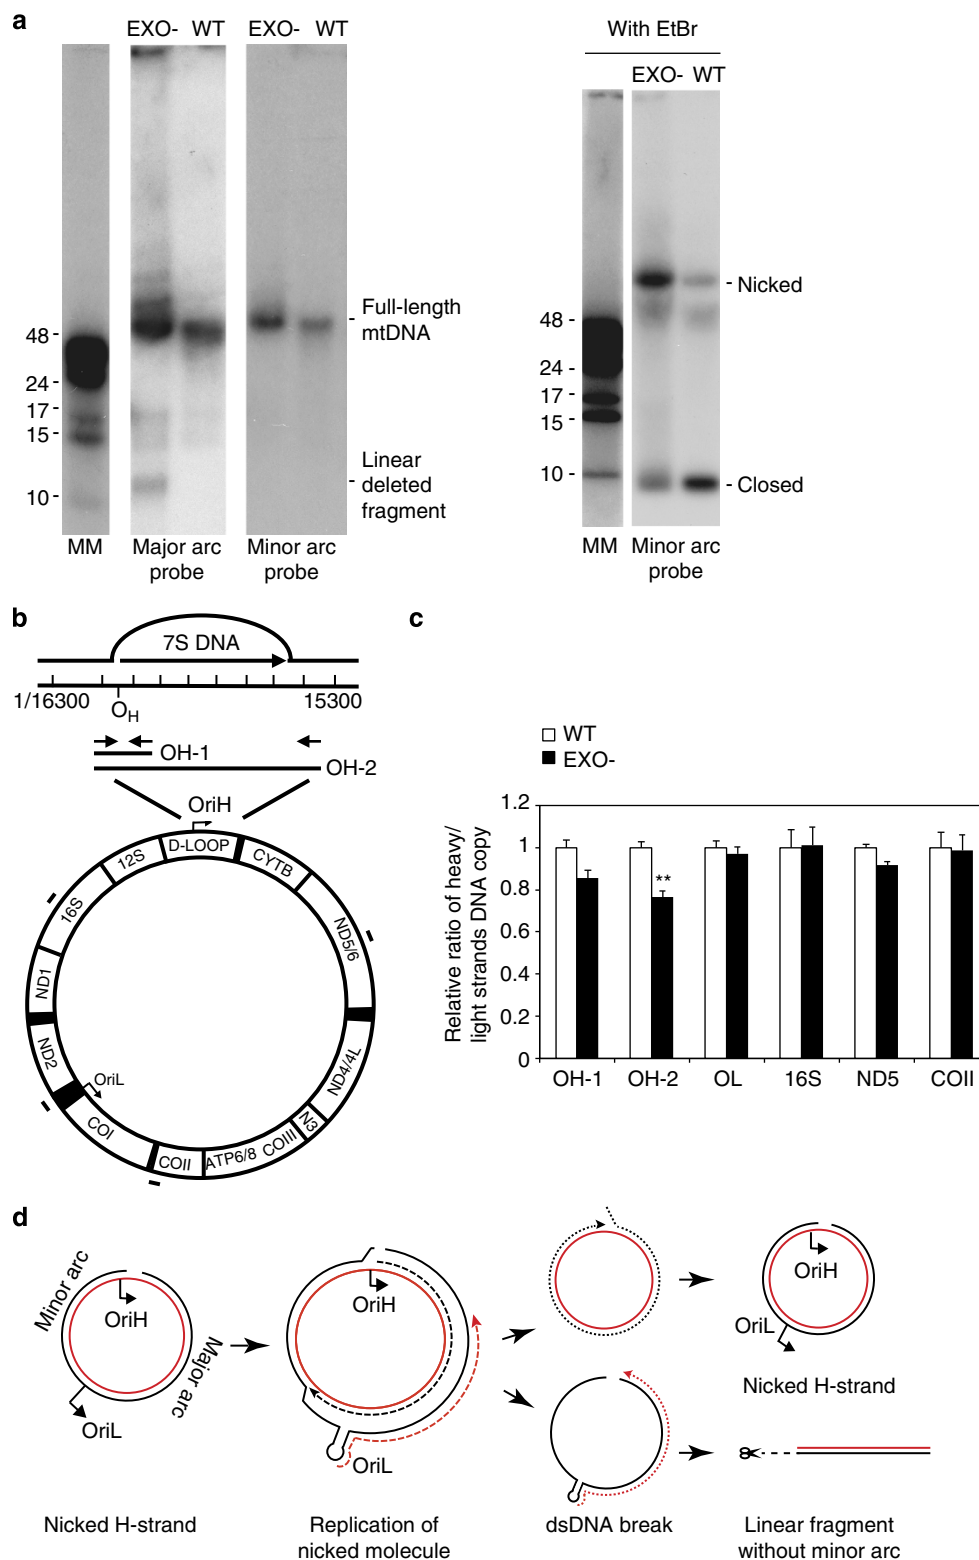 a
EXO- WT
EXO- WT
48
24
17
15
10
Full-length
mtDNA
Linear
deleted
fragment
MM
Major arc
probe
Minor arc
probe
With EtBr
EXO- WT
48
24
17
15
10
Nicked
Closed
MM
Minor arc
probe
b
7S DNA
1/16300
15300
OH
OH-1
OH-2
OriH
D-LOOP
CYTB
ND5/6
ND4/4L
N3
COIII
ATP6/8
COII
COI
OriL
ND2
ND1
16S
12S
c
WT
EXO-
Relative ratio of heavy/
light strands DNA copy
1.2
1
0.8
0.6
0.4
0.2
0
**
OH-1 OH-2 OL 16S ND5 COII
d
Minor arc
OriH
Major arc
OriL
Nicked H-strand
OriH
OriL
Replication of
nicked molecule
dsDNA break
OriH
OriL
Nicked H-strand
Linear fragment
without minor arc